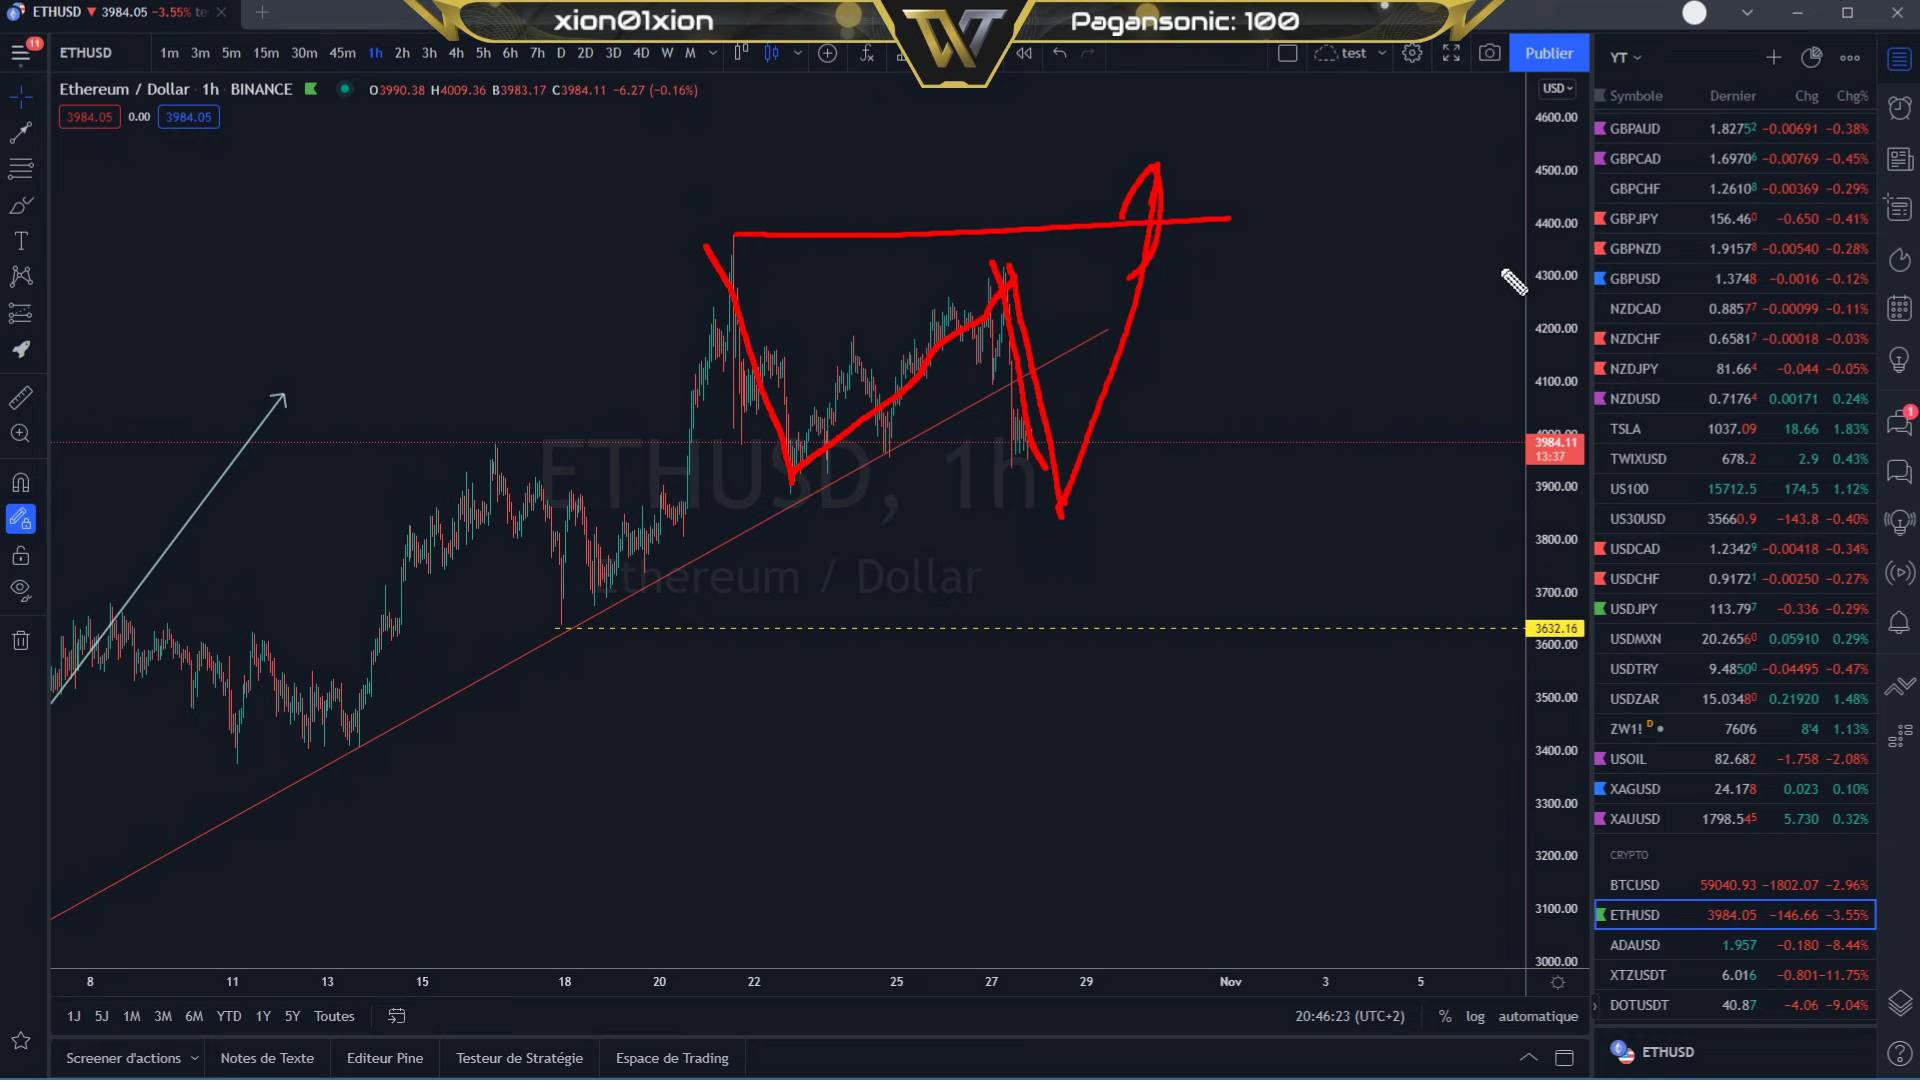 ETHUSD ▼ 3984.05 −3.55% te
xion01xion
WT
Pagansonic: 100
11
ETHUSD
1m 3m 5m 15m 30m 45m 1h 2h 3h 4h 5h 6h 7h D 2D 3D 4D W M
test
Publier
YT
Ethereum / Dollar · 1h · BINANCE
O3990.38 H4009.36 B3983.17 C3984.11 −6.27 (−0.16%)
3984.05 0.00 3984.05
USD
4600.00
4500.00
4400.00
4300.00
4200.00
4100.00
3984.11
13:37
3900.00
3800.00
3700.00
3632.16
3600.00
3500.00
3400.00
3300.00
3200.00
3100.00
3000.00
ETHUSD, 1h
Ethereum / Dollar
8 11 13 15 18 20 22 25 27 29 Nov 3 5
1J 5J 1M 3M 6M YTD 1Y 5Y Toutes
20:46:23 (UTC+2) % log automatique
Screener d'actions Notes de Texte Editeur Pine Testeur de Stratégie Espace de Trading
Symbole Dernier Chg Chg%
GBPAUD 1.82752 −0.00691 −0.38%
GBPCAD 1.69706 −0.00769 −0.45%
GBPCHF 1.26108 −0.00369 −0.29%
GBPJPY 156.460 −0.650 −0.41%
GBPNZD 1.91578 −0.00540 −0.28%
GBPUSD 1.3748 −0.0016 −0.12%
NZDCAD 0.88577 −0.00099 −0.11%
NZDCHF 0.65817 −0.00018 −0.03%
NZDJPY 81.664 −0.044 −0.05%
NZDUSD 0.71764 0.00171 0.24%
TSLA 1037.09 18.66 1.83%
TWIXUSD 678.2 2.9 0.43%
US100 15712.5 174.5 1.12%
US30USD 35660.9 −143.8 −0.40%
USDCAD 1.23429 −0.00418 −0.34%
USDCHF 0.91721 −0.00250 −0.27%
USDJPY 113.797 −0.336 −0.29%
USDMXN 20.26560 0.05910 0.29%
USDTRY 9.48500 −0.04495 −0.47%
USDZAR 15.03480 0.21920 1.48%
ZW1! D 760'6 8'4 1.13%
USOIL 82.682 −1.758 −2.08%
XAGUSD 24.178 0.023 0.10%
XAUUSD 1798.545 5.730 0.32%
CRYPTO
BTCUSD 59040.93 −1802.07 −2.96%
ETHUSD 3984.05 −146.66 −3.55%
ADAUSD 1.957 −0.180 −8.44%
XTZUSDT 6.016 −0.801 −11.75%
DOTUSDT 40.87 −4.06 −9.04%
ETHUSD
1